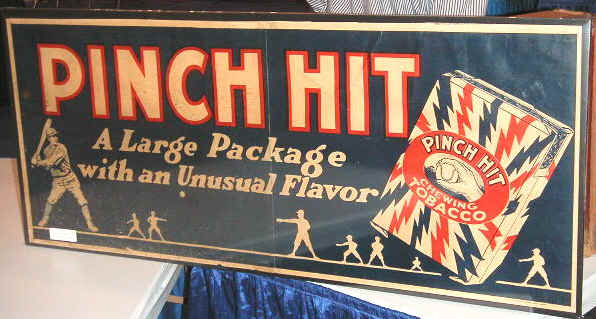 PINCH HIT
A Large Package
with an Unusual Flavor
PINCH HIT
CHEWING
TOBACCO